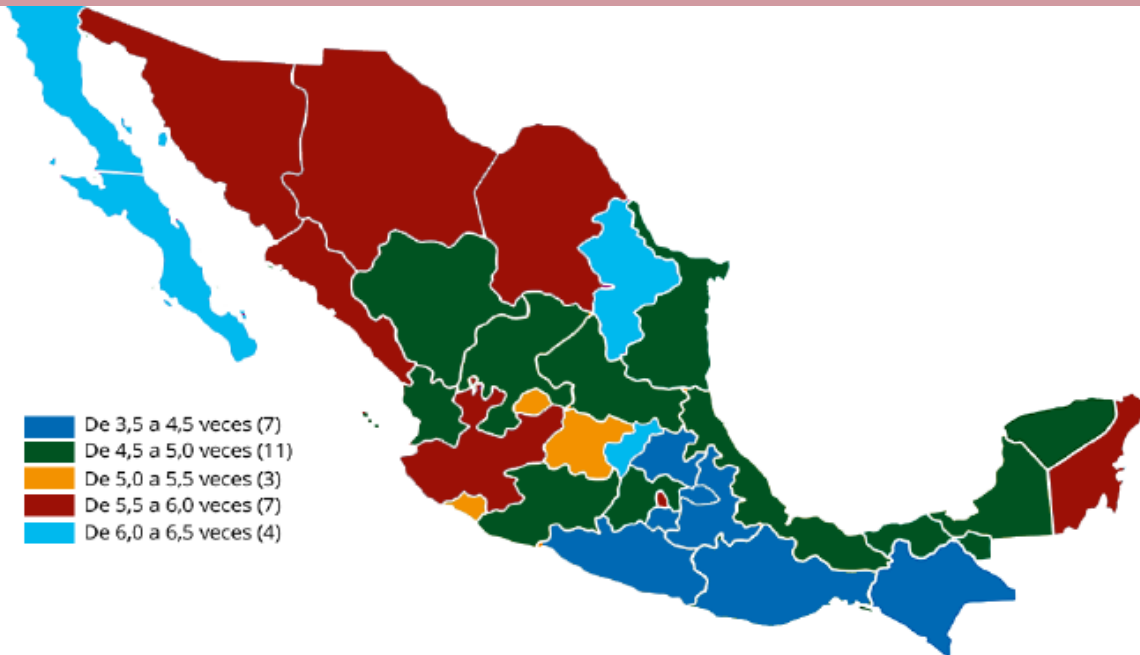 De 3,5 a 4,5 veces (7)
De 4,5 a 5,0 veces (11)
De 5,0 a 5,5 veces (3)
De 5,5 a 6,0 veces (7)
De 6,0 a 6,5 veces (4)